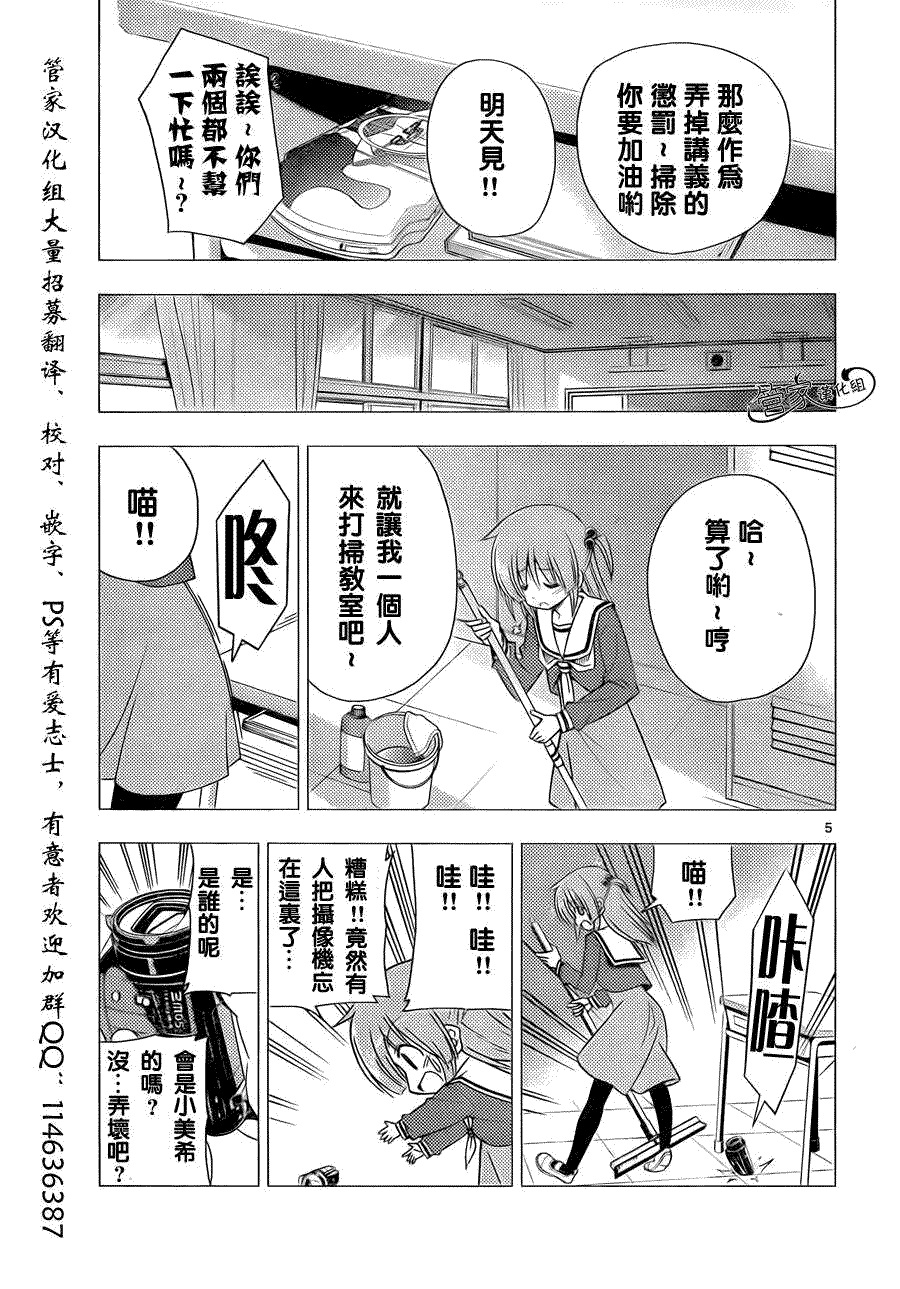 那麼作爲
弄掉講義的
懲罰~掃除
你要加油喲
明天見!!
誒誒~你們
兩個都不幫
一下忙嗎~?
管家汉化组
哈~
算了喲~哼
就讓我一個人
來打掃教室吧~
咚
喵!!
5
咔喳
喵!!
哇!!哇!!
哇!!
糟糕!!竟然有
人把攝像機忘
在這裏了…
是…
是誰的呢
會是小美希
的嗎?
沒…弄壞吧?
管家汉化组大量招募翻译、校对、嵌字、PS等有爱志士，有意者欢迎加群QQ：114636387